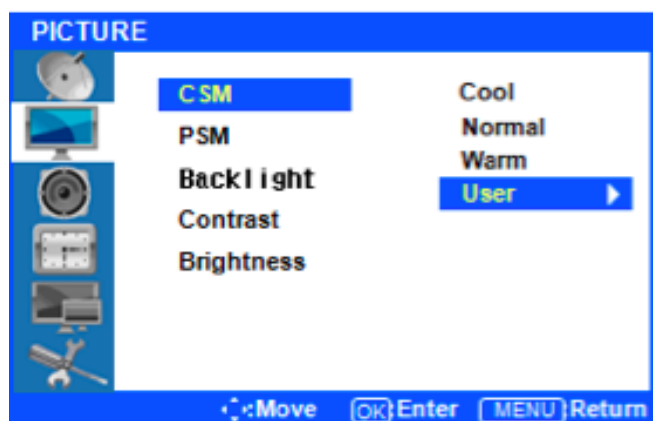 PICTURE
CSM
PSM
Backlight
Contrast
Brightness
Cool
Normal
Warm
User
:Move OK:Enter MENU:Return